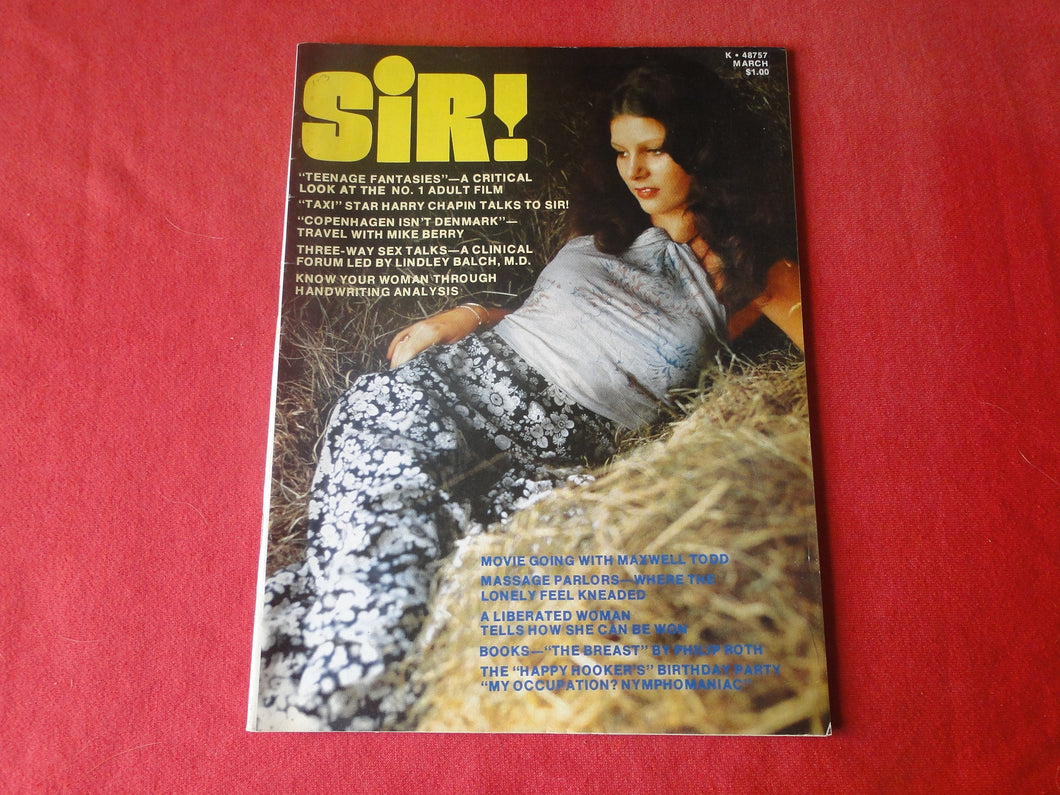 K • 48757
MARCH
$1.00
SiR!
"TEENAGE FANTASIES"—A CRITICAL
LOOK AT THE NO. 1 ADULT FILM
"TAXI" STAR HARRY CHAPIN TALKS TO SIR!
"COPENHAGEN ISN'T DENMARK"—
TRAVEL WITH MIKE BERRY
THREE-WAY SEX TALKS—A CLINICAL
FORUM LED BY LINDLEY BALCH, M.D.
KNOW YOUR WOMAN THROUGH
HANDWRITING ANALYSIS
MOVIE GOING WITH MAXWELL TODD
MASSAGE PARLORS—WHERE THE
LONELY FEEL KNEADED
A LIBERATED WOMAN
TELLS HOW SHE CAN BE WON
BOOKS—"THE BREAST" BY PHILIP ROTH
THE "HAPPY HOOKER'S" BIRTHDAY PARTY
"MY OCCUPATION? NYMPHOMANIAC"